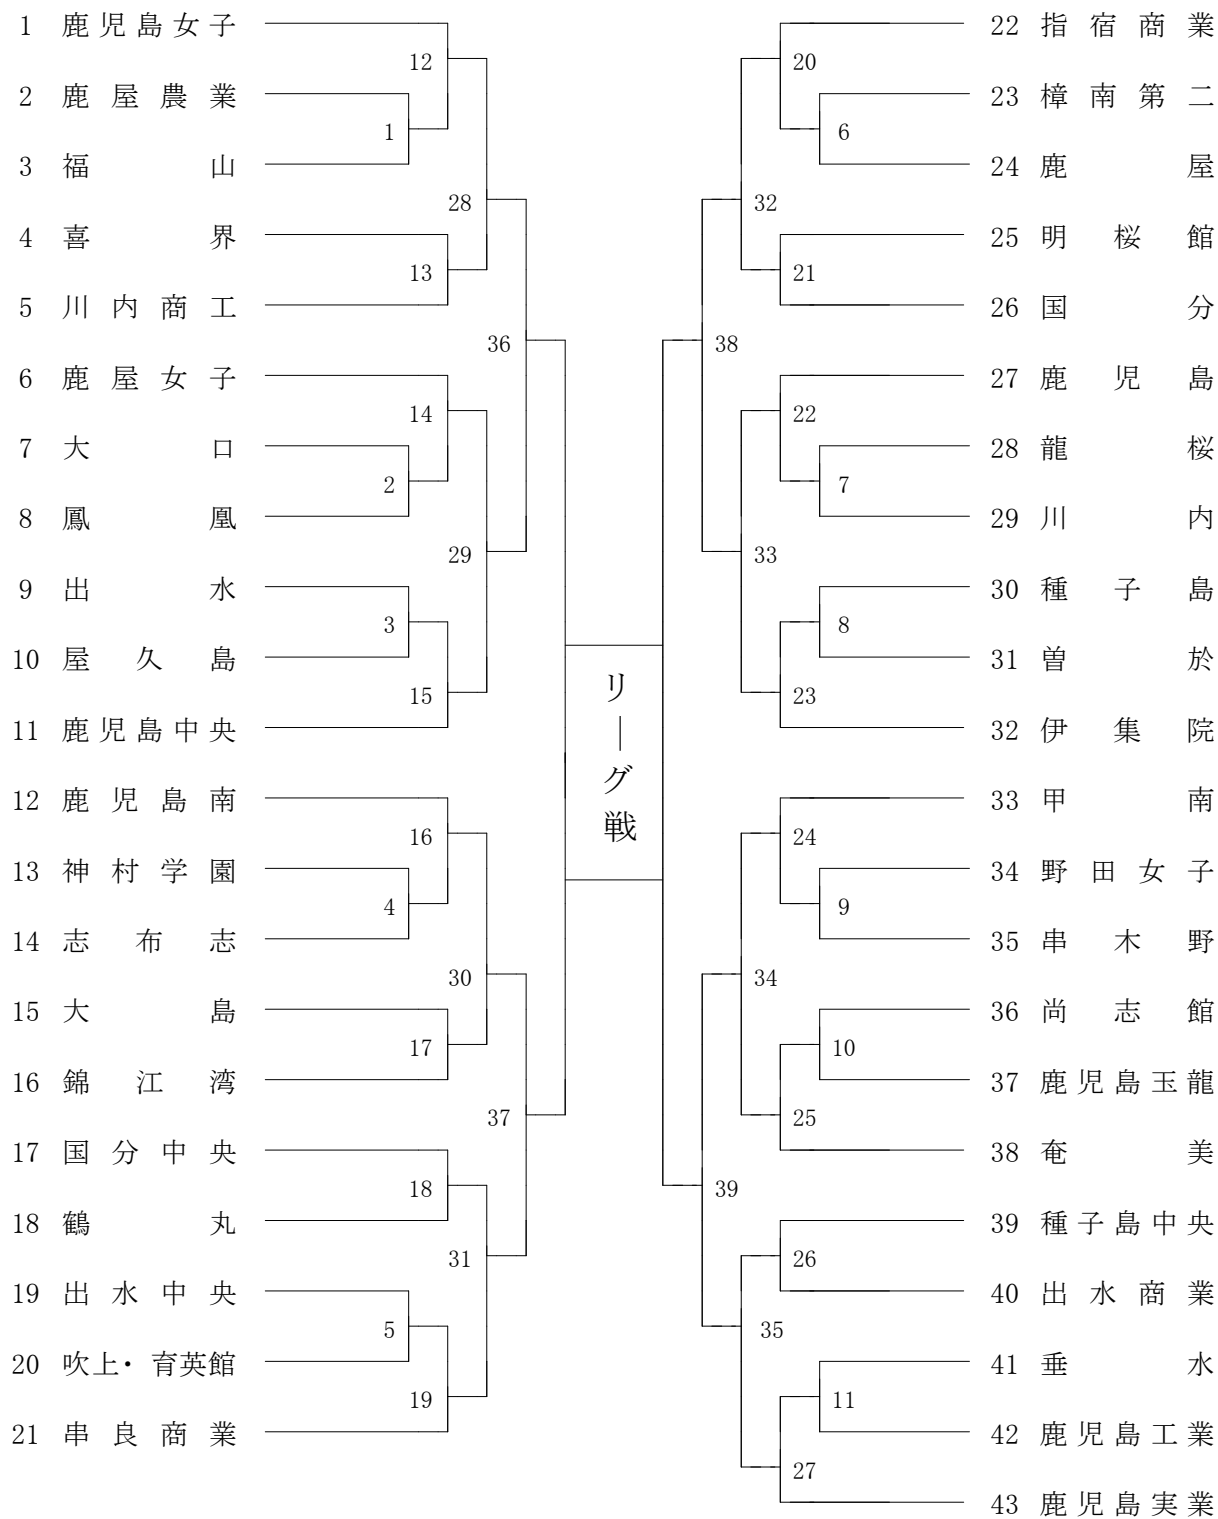 1 鹿児島女子
12
2 鹿屋農業
1
3 福山
28
4 喜界
13
5 川内商工
36
6 鹿屋女子
14
7 大口
2
8 鳳凰
29
9 出水
3
10 屋久島
15
11 鹿児島中央
12 鹿児島南
16
13 神村学園
4
14 志布志
30
15 大島
17
16 錦江湾
37
17 国分中央
18
18 鶴丸
31
19 出水中央
5
20 吹上・育英館
19
21 串良商業
リーグ戦
22 指宿商業
20
23 樟南第二
6
24 鹿屋
32
25 明桜館
21
26 国分
38
27 鹿児島
22
28 龍桜
7
29 川内
33
30 種子島
8
31 曽於
23
32 伊集院
33 甲南
24
34 野田女子
9
35 串木野
34
36 尚志館
10
37 鹿児島玉龍
25
38 奄美
39
39 種子島中央
26
40 出水商業
35
41 垂水
11
42 鹿児島工業
27
43 鹿児島実業